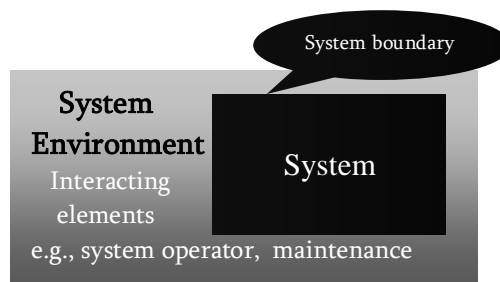 System boundary
System
Environment
System
Interacting
elements
e.g., system operator, maintenance